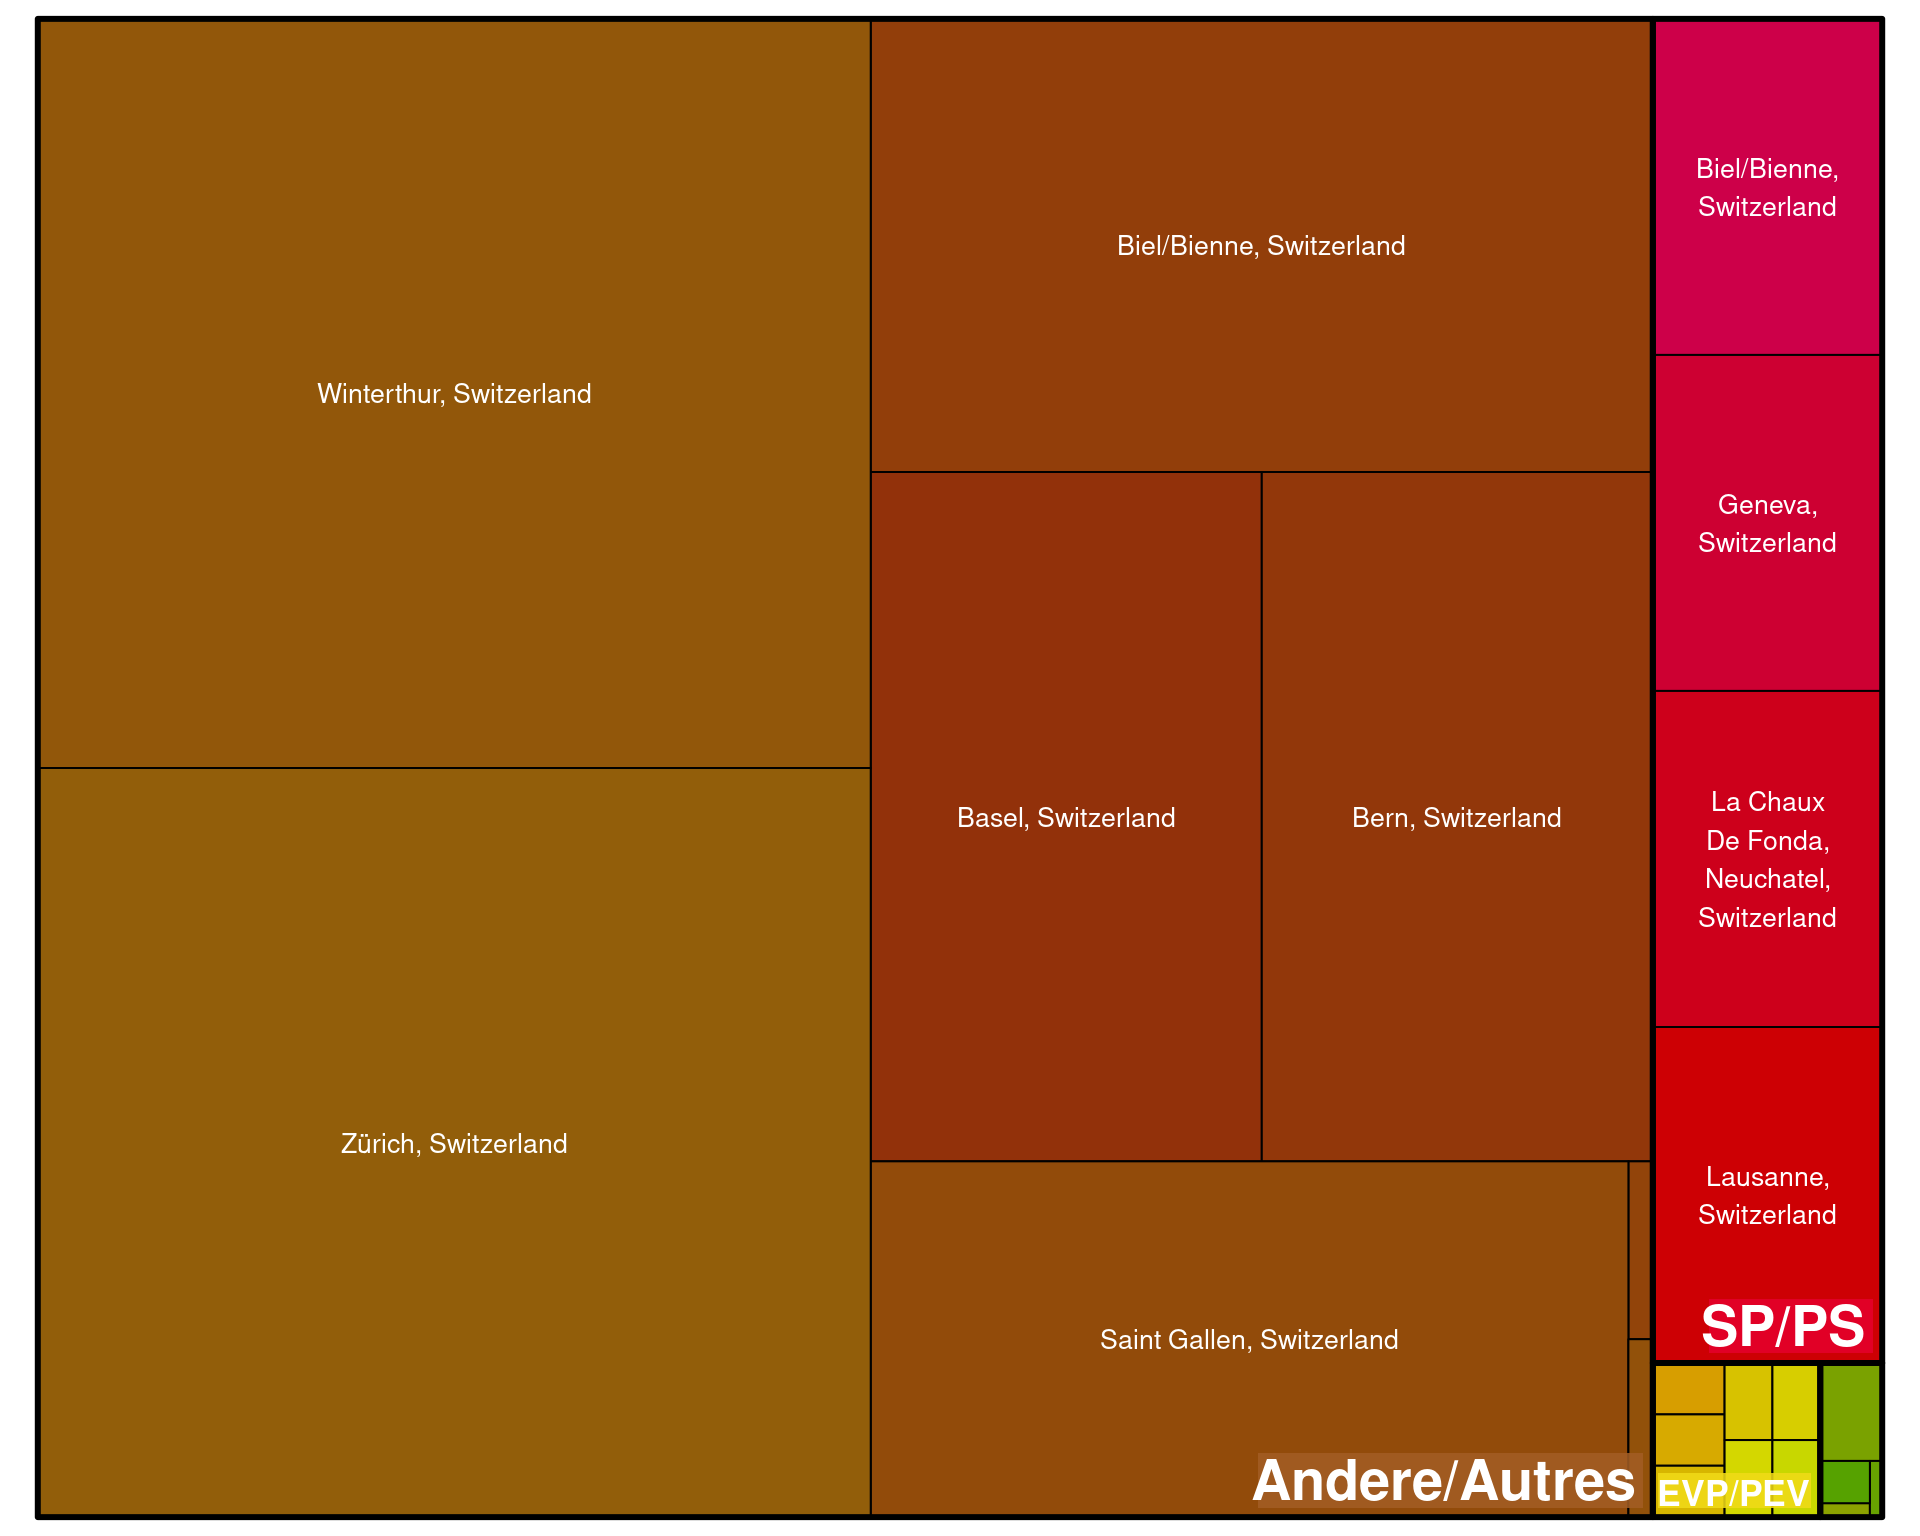 Winterthur, Switzerland
Zürich, Switzerland
Biel/Bienne, Switzerland
Basel, Switzerland
Bern, Switzerland
Saint Gallen, Switzerland
Andere/Autres
Biel/Bienne,
Switzerland
Geneva,
Switzerland
La Chaux
De Fonda,
Neuchatel,
Switzerland
Lausanne,
Switzerland
SP/PS
EVP/PEV